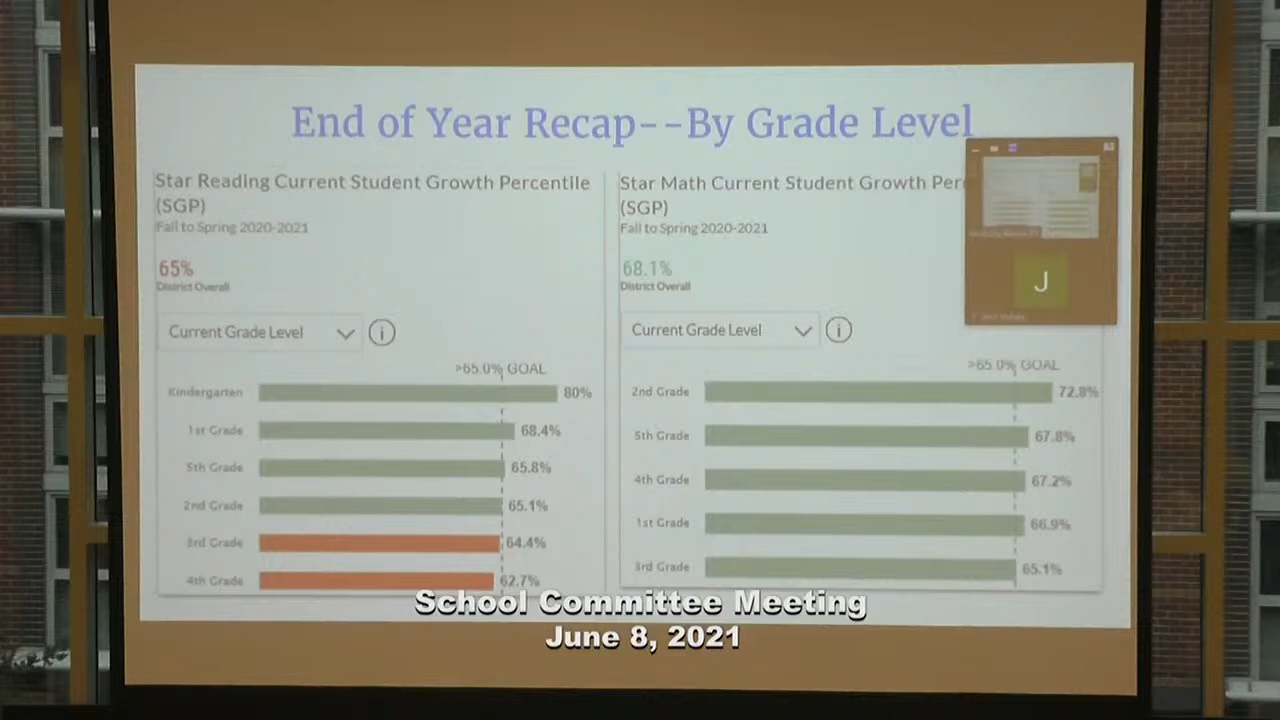 End of Year Recap--By Grade Level
Star Reading Current Student Growth Percentile
(SGP)
Fall to Spring 2020-2021
65%
District Overall
Current Grade Level
>65.0% GOAL
Kindergarten 80%
1st Grade 68.4%
5th Grade 65.8%
2nd Grade 65.1%
3rd Grade 64.4%
4th Grade 62.7%
Star Math Current Student Growth
(SGP)
Fall to Spring 2020-2021
68.1%
District Overall
Current Grade Level
>65.0% GOAL
2nd Grade 72.8%
5th Grade 67.8%
4th Grade 67.2%
1st Grade 66.9%
3rd Grade 65.1%
J
School Committee Meeting
June 8, 2021